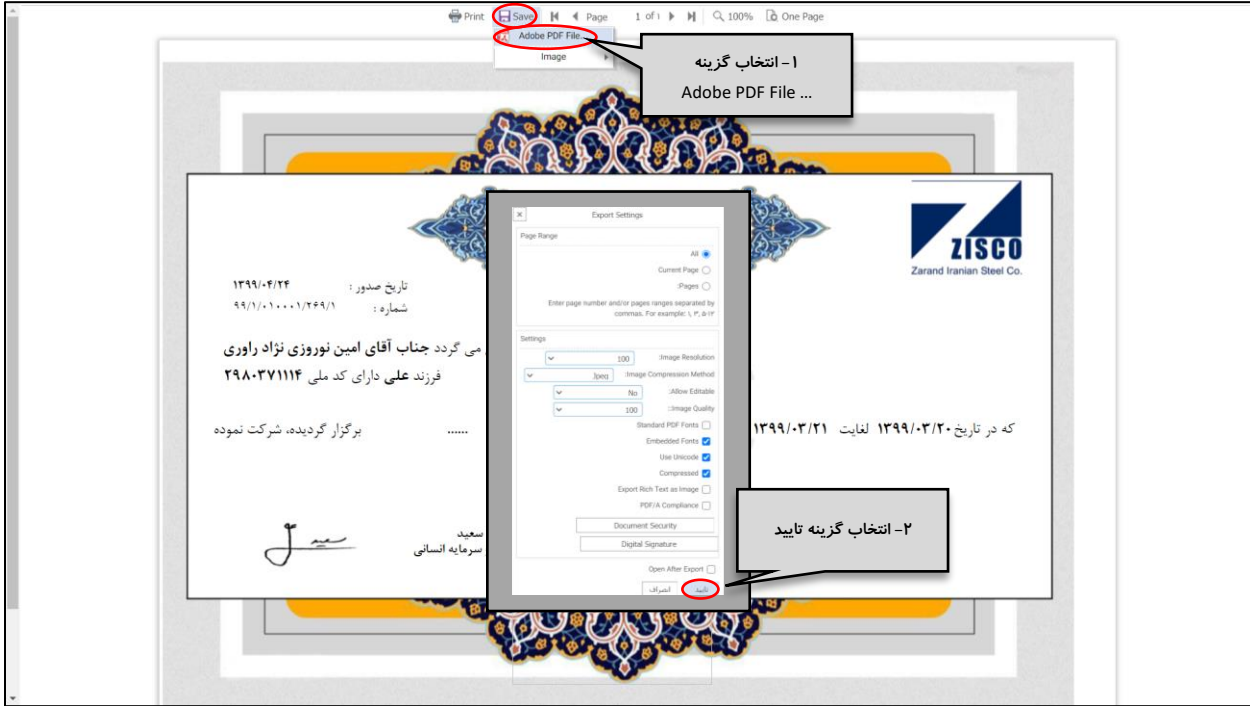 Print Save Page 1 of 1 100% One Page
Adobe PDF File...
Image
۱- انتخاب گزینه
Adobe PDF File ...
ZISCO
Zarand Iranian Steel Co.
تاریخ صدور : ۱۳۹۹/۰۴/۲۴
شماره : ۹۹/۱/۰۱۰۰۰۱/۲۶۹/۱
می گردد جناب آقای امین نوروزی نژاد راوری
فرزند علی دارای کد ملی ۲۹۸۰۳۷۱۱۱۴
که در تاریخ ۱۳۹۹/۰۳/۲۰ لغایت ۱۳۹۹/۰۳/۲۱
...... برگزار گردیده، شرکت نموده
سعید
سرمایه انسانی
Export Settings
Page Range
All
Current Page
:Pages
Enter page number and/or pages ranges separated by
commas. For example: ۱, ۳, ۵-۱۲
Settings
100 :Image Resolution
Jpeg :Image Compression Method
No :Allow Editable
100 ::Image Quality
Standard PDF Fonts
Embedded Fonts
Use Unicode
Compressed
Export Rich Text as Image
PDF/A Compliance
Document Security
Digital Signature
Open After Export
تایید انصراف
۲- انتخاب گزینه تایید